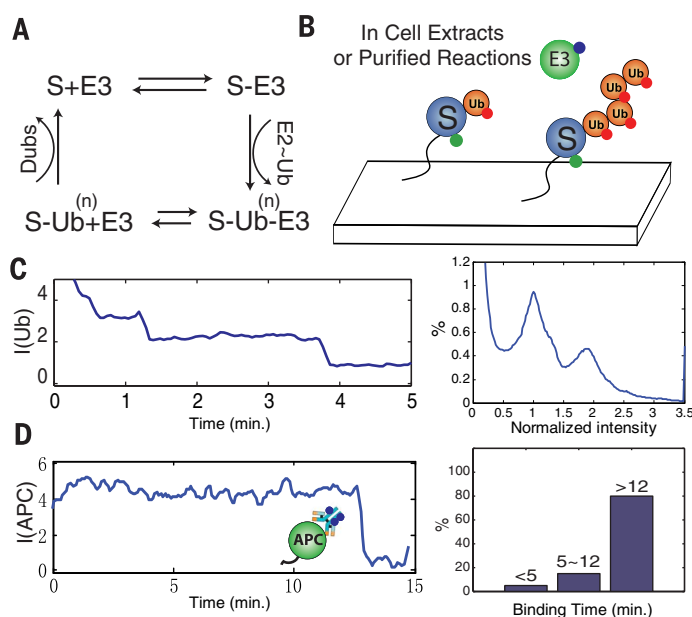 A
S+E3
S-E3
Dubs
E2~Ub
(n)
(n)
S-Ub+E3
S-Ub-E3
B
In Cell Extracts
or Purified Reactions
E3
S
Ub
S
Ub
Ub
Ub
Ub
C
I(Ub)
4
2
0
0
1
2
3
4
5
Time (min.)
%
1.2
1
0.8
0.6
0.4
0.2
0
0.5
1
1.5
2
2.5
3
3.5
Normalized intensity
D
I(APC)
6
4
2
0
0
5
10
15
APC
Time (min.)
%
100
80
60
40
20
0
<5
5~12
>12
Binding Time (min.)